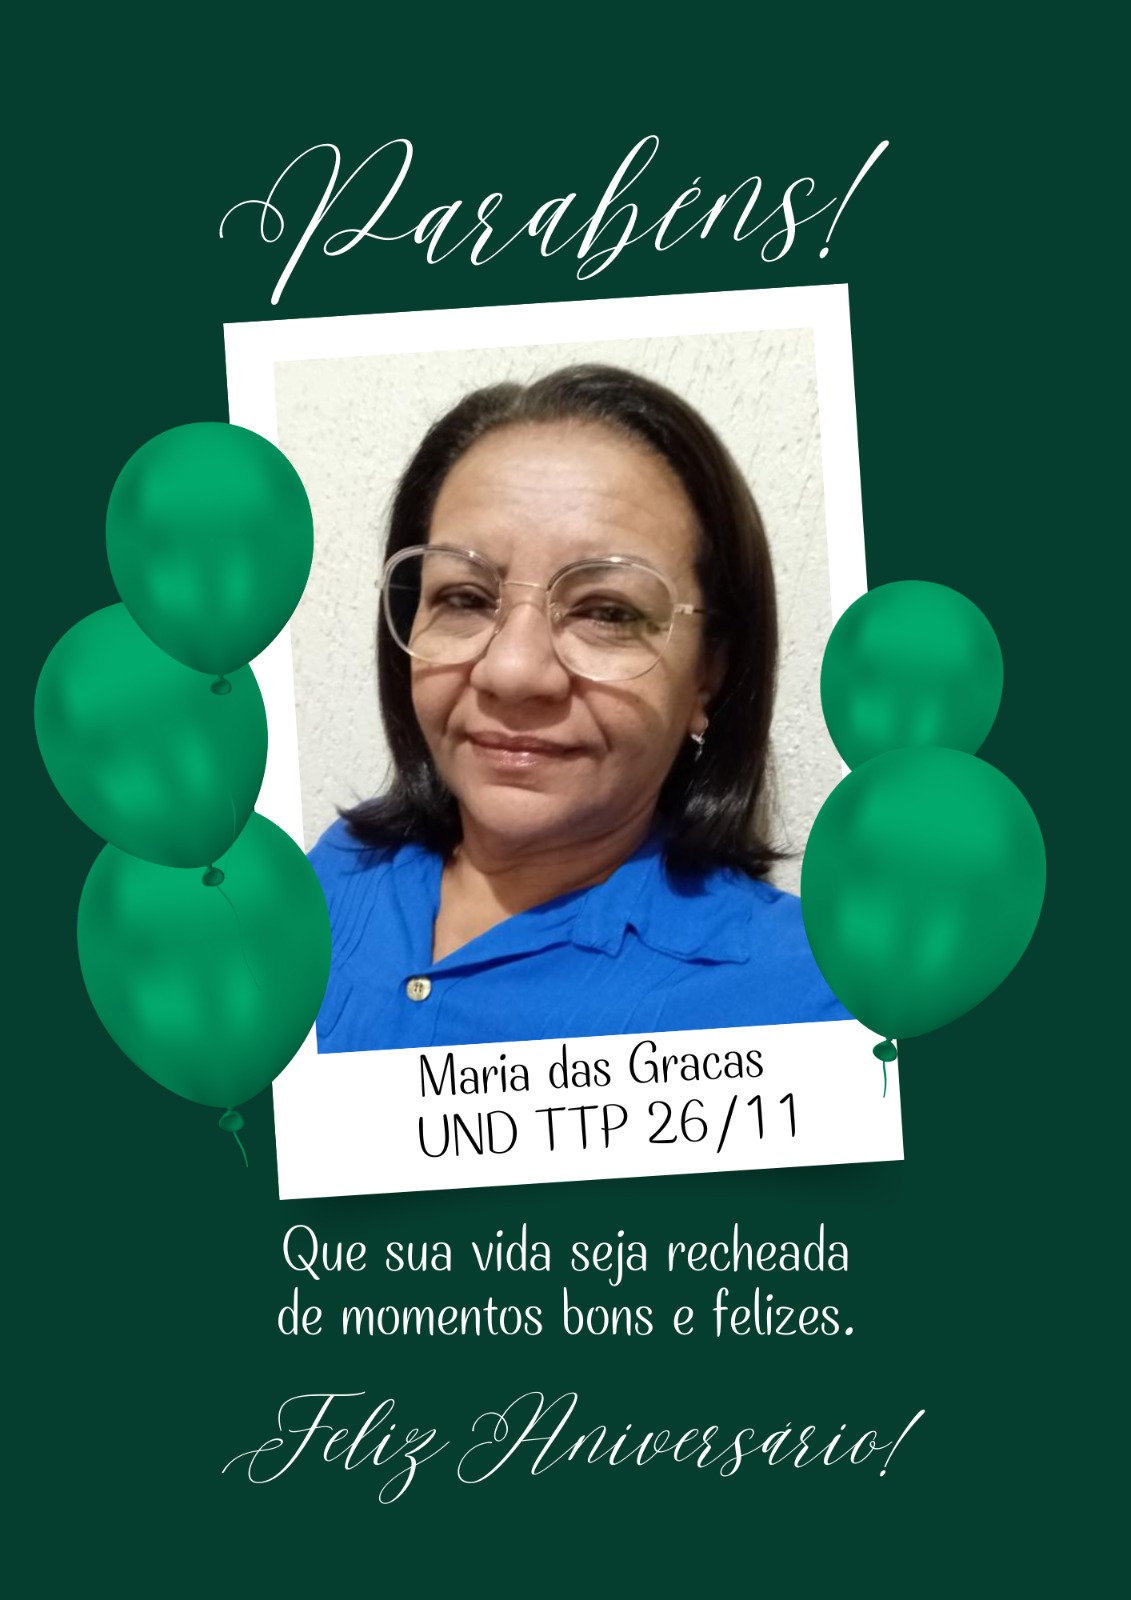 Parabéns!
Maria das Gracas
UND TTP 26/11
Que sua vida seja recheada
de momentos bons e felizes.
Feliz Aniversário!